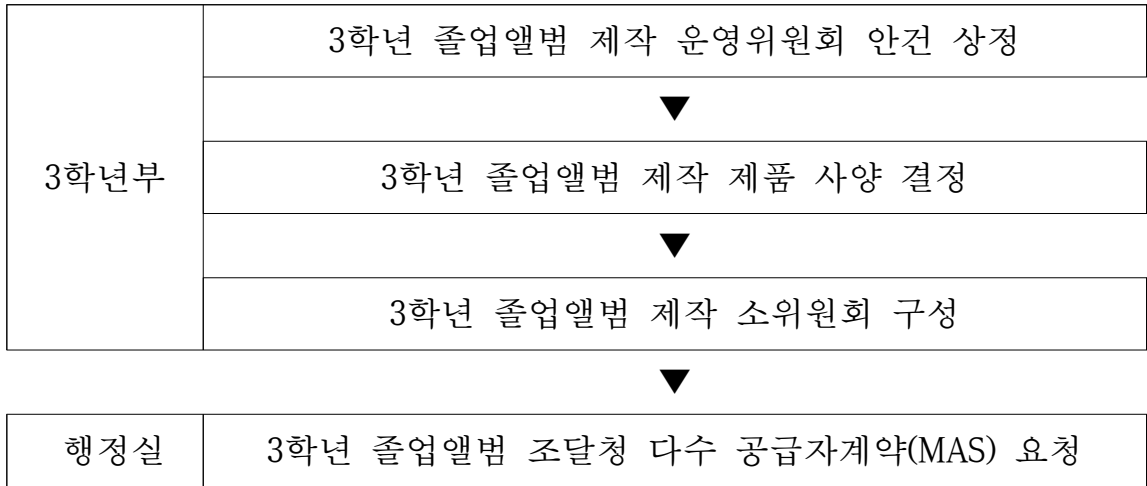 3학년 졸업앨범 제작 운영위원회 안건 상정
▼
3학년부
3학년 졸업앨범 제작 제품 사양 결정
▼
3학년 졸업앨범 제작 소위원회 구성
▼
행정실
3학년 졸업앨범 조달청 다수 공급자계약(MAS) 요청